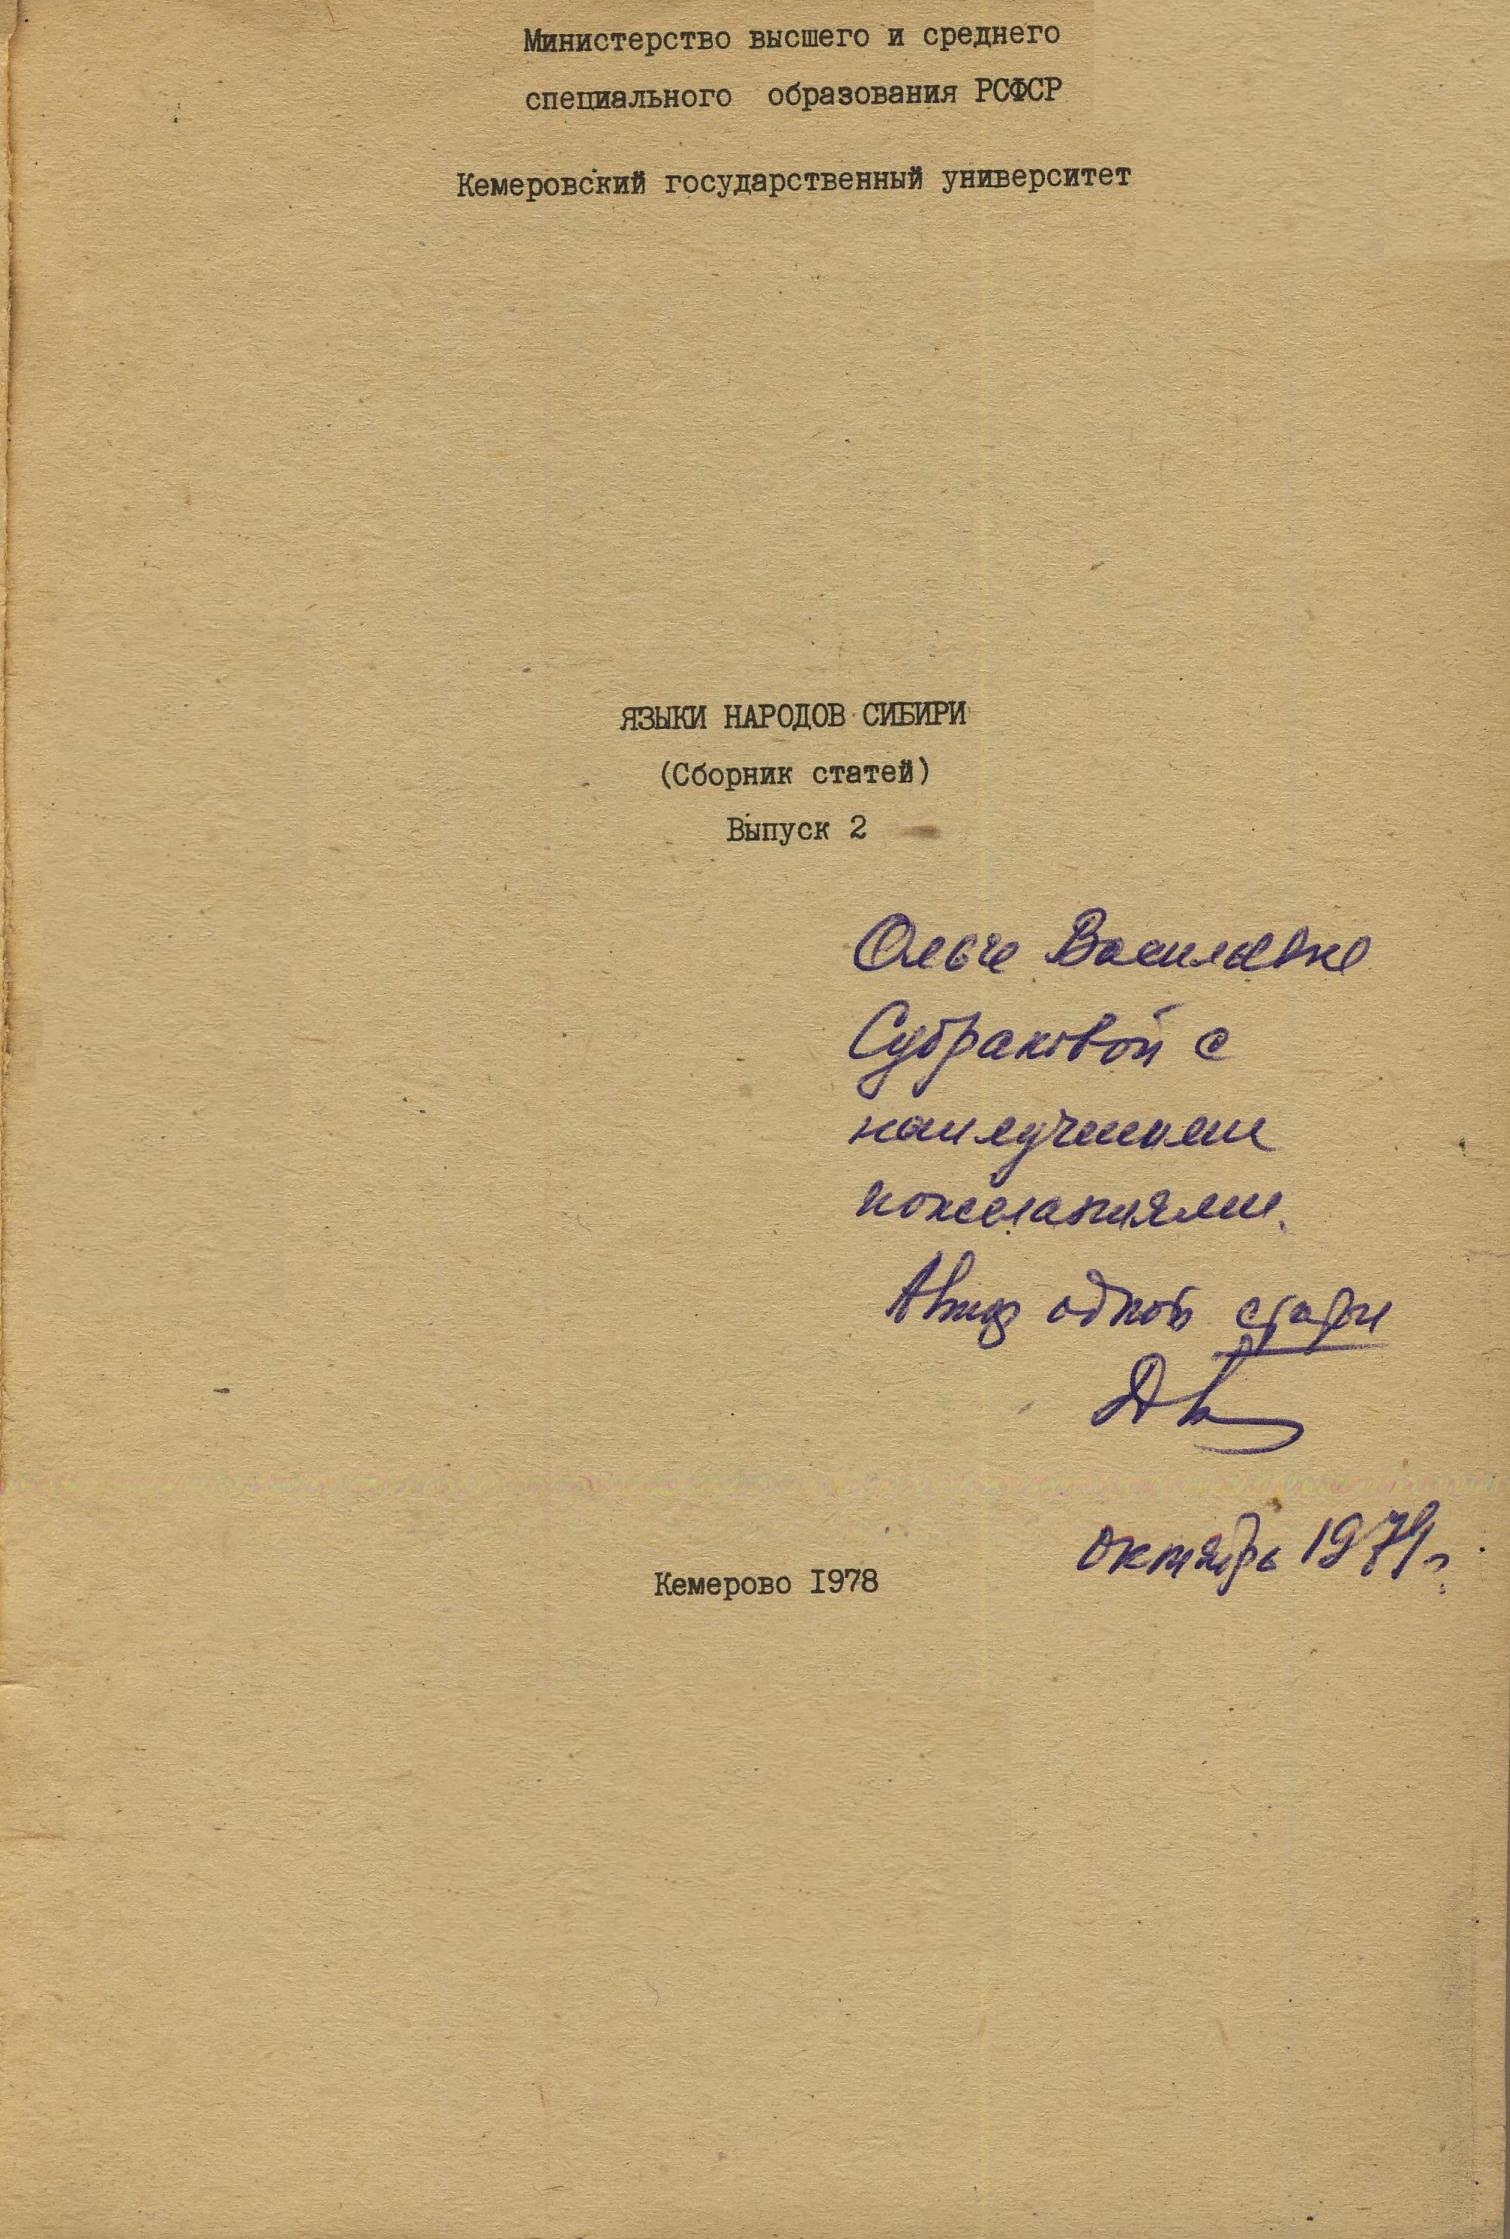 Министерство высшего и среднего
специального образования РСФСР
Кемеровский государственный университет
ЯЗЫКИ НАРОДОВ СИБИРИ
(Сборник статей)
Выпуск 2
Ольге Васильевне
Субраковой с
наилучшими
пожеланиями.
Автор одной статьи
октябрь 1979 г.
Кемерово I978